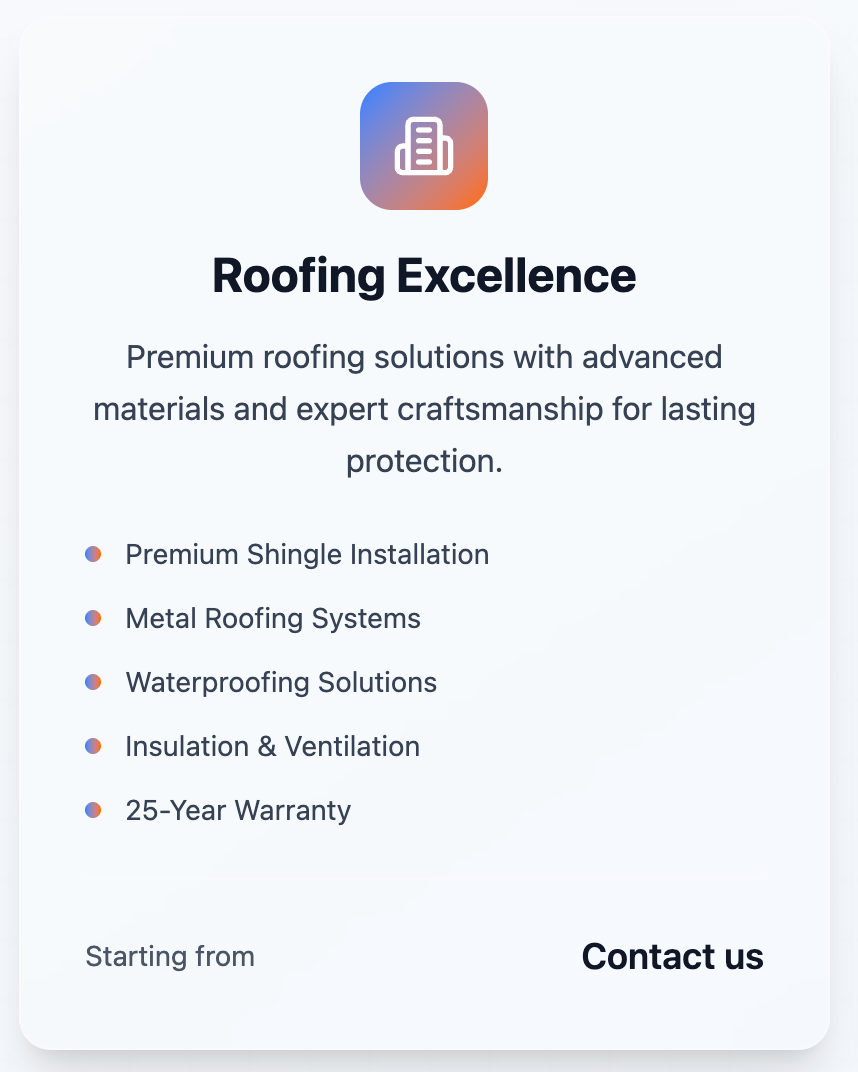 Roofing Excellence
Premium roofing solutions with advanced
materials and expert craftsmanship for lasting
protection.
Premium Shingle Installation
Metal Roofing Systems
Waterproofing Solutions
Insulation & Ventilation
25-Year Warranty
Starting from
Contact us